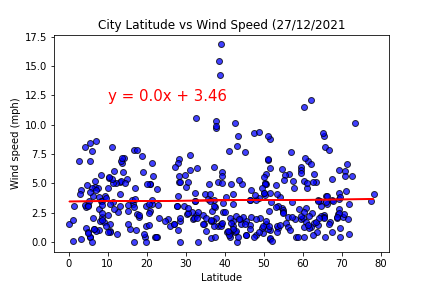 City Latitude vs Wind Speed (27/12/2021
17.5
15.0
12.5
10.0
7.5
5.0
2.5
0.0
Wind speed (mph)
y = 0.0x + 3.46
0 10 20 30 40 50 60 70 80
Latitude